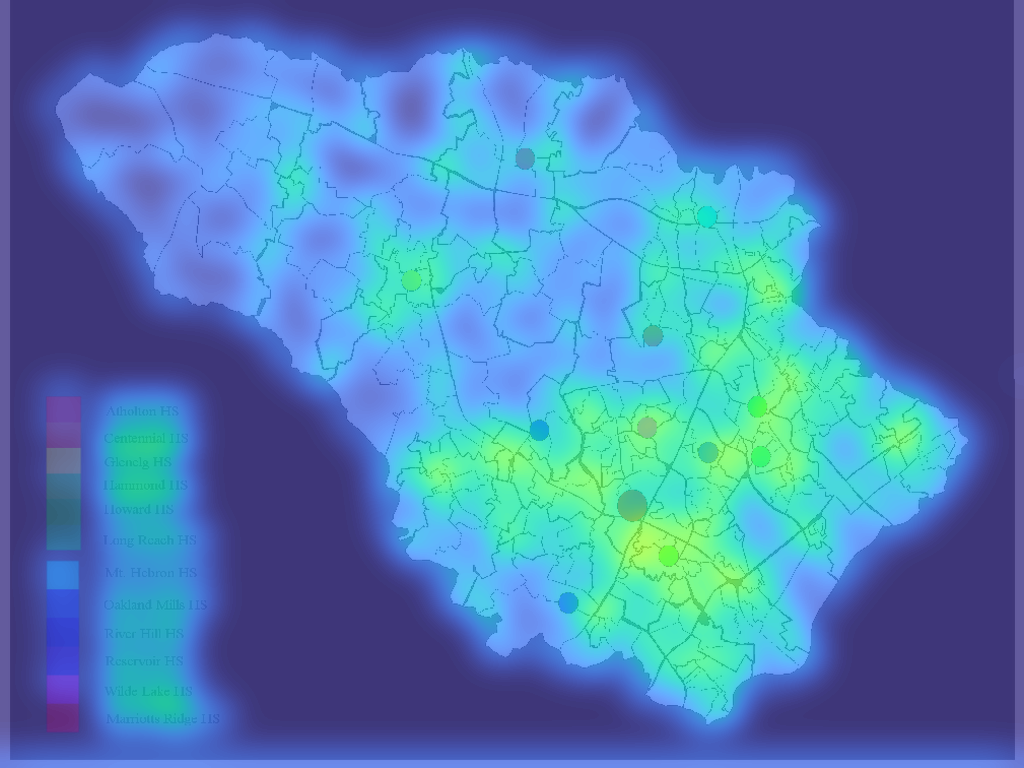 Atholton HS
Centennial HS
Glenelg HS
Hammond HS
Howard HS
Long Reach HS
Mt. Hebron HS
Oakland Mills HS
River Hill HS
Reservoir HS
Wilde Lake HS
Marriotts Ridge HS